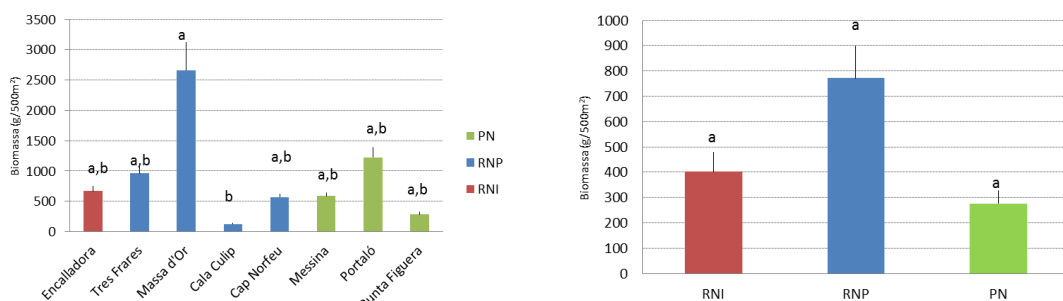 3500
3000
2500
2000
1500
1000
500
0
Biomassa (g/500m²)
a,b
a,b
a
b
a,b
a,b
a,b
a,b
Encalladora
Tres Frares
Massa d'Or
Cala Culip
Cap Norfeu
Messina
Portaló
Figuera
PN
RNP
RNI
1000
900
800
700
600
500
400
300
200
100
0
Biomassa (g/500m²)
a
a
a
RNI
RNP
PN